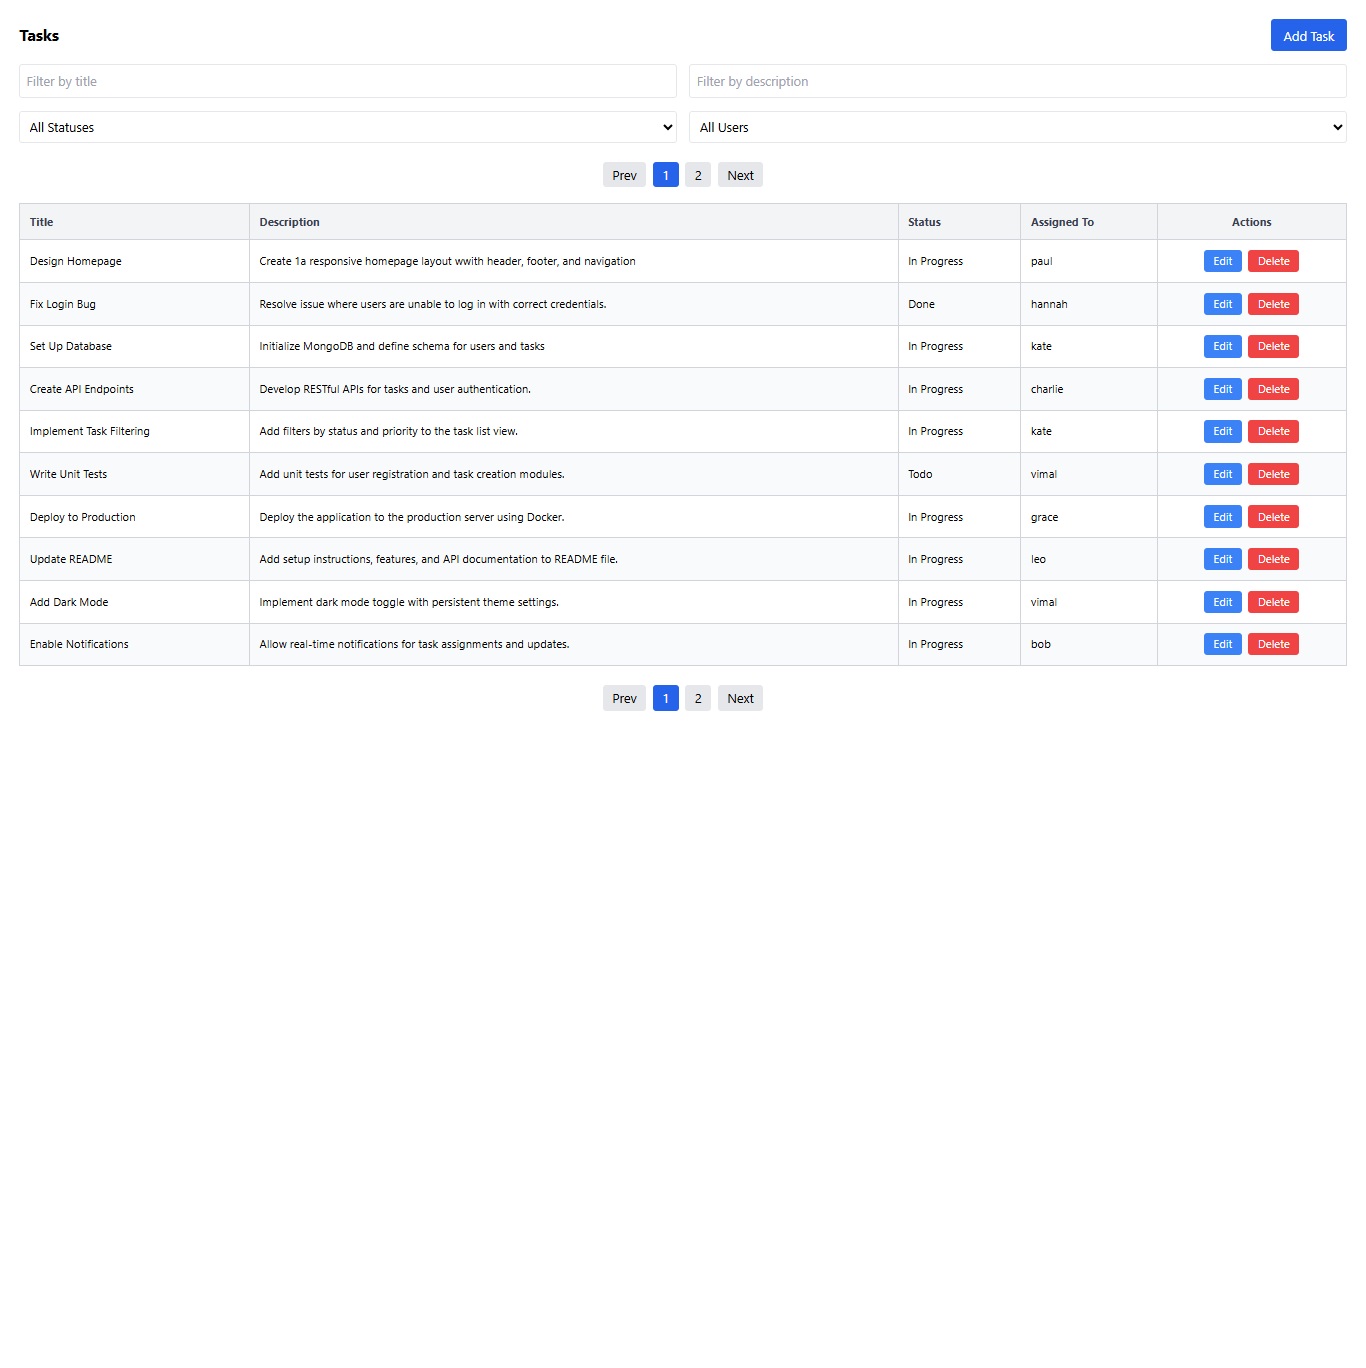 Tasks
Add Task
Filter by title
Filter by description
All Statuses
All Users
Prev 1 2 Next
Title Description Status Assigned To Actions
Design Homepage Create 1a responsive homepage layout wwith header, footer, and navigation In Progress paul Edit Delete
Fix Login Bug Resolve issue where users are unable to log in with correct credentials. Done hannah Edit Delete
Set Up Database Initialize MongoDB and define schema for users and tasks In Progress kate Edit Delete
Create API Endpoints Develop RESTful APIs for tasks and user authentication. In Progress charlie Edit Delete
Implement Task Filtering Add filters by status and priority to the task list view. In Progress kate Edit Delete
Write Unit Tests Add unit tests for user registration and task creation modules. Todo vimal Edit Delete
Deploy to Production Deploy the application to the production server using Docker. In Progress grace Edit Delete
Update README Add setup instructions, features, and API documentation to README file. In Progress leo Edit Delete
Add Dark Mode Implement dark mode toggle with persistent theme settings. In Progress vimal Edit Delete
Enable Notifications Allow real-time notifications for task assignments and updates. In Progress bob Edit Delete
Prev 1 2 Next